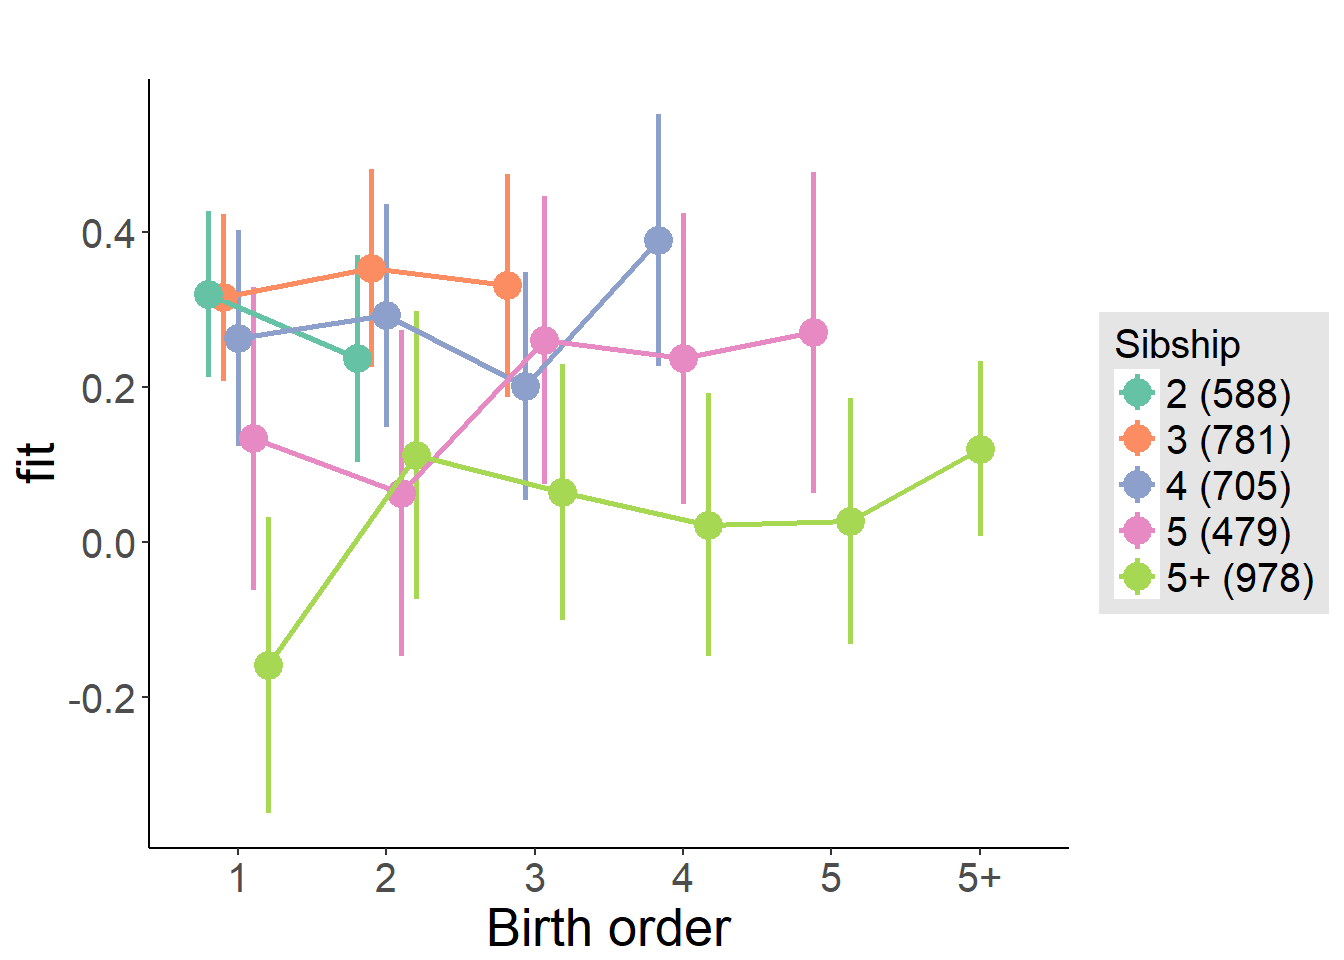 0.4
0.2
0.0
-0.2
fit
1 2 3 4 5 5+
Birth order
Sibship
2 (588)
3 (781)
4 (705)
5 (479)
5+ (978)